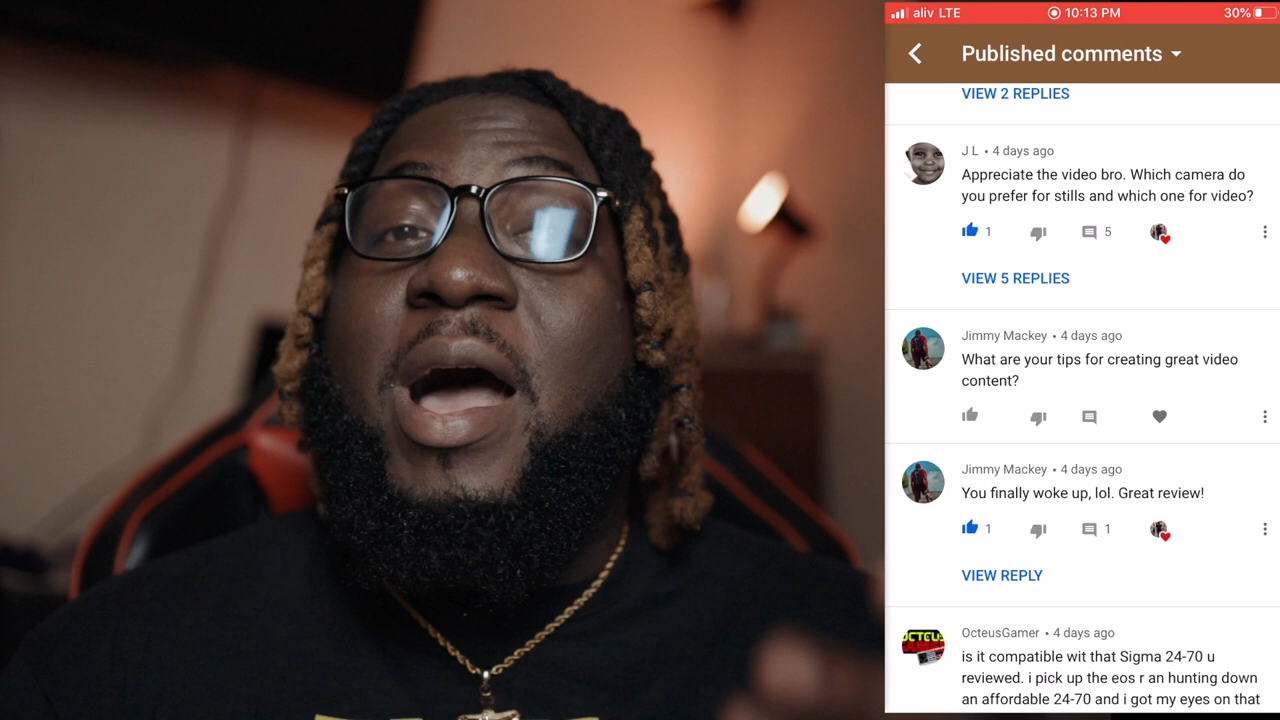 aliv LTE
10:13 PM
30%
Published comments
VIEW 2 REPLIES
J L • 4 days ago
Appreciate the video bro. Which camera do
you prefer for stills and which one for video?
1
5
VIEW 5 REPLIES
Jimmy Mackey • 4 days ago
What are your tips for creating great video
content?
Jimmy Mackey • 4 days ago
You finally woke up, lol. Great review!
1
1
VIEW REPLY
OcteusGamer • 4 days ago
is it compatible wit that Sigma 24-70 u
reviewed. i pick up the eos r an hunting down
an affordable 24-70 and i got my eyes on that